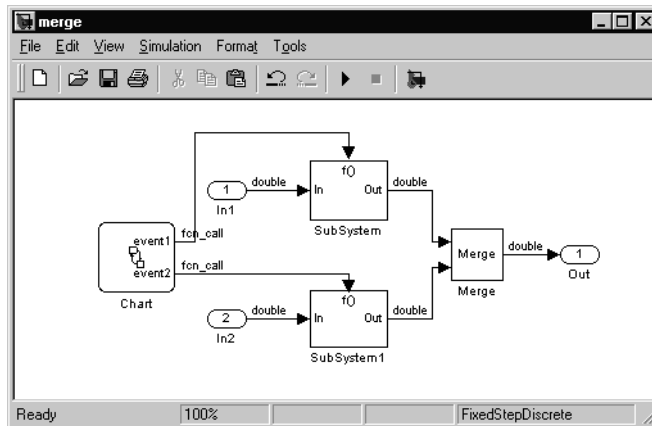 merge
File Edit View Simulation Format Tools
f()
double
1
In
Out
double
In1
SubSystem
event1
fcn_call
Merge
double
1
event2
fcn_call
Merge
Out
Chart
f()
double
2
In
Out
double
In2
SubSystem1
Ready 100% FixedStepDiscrete